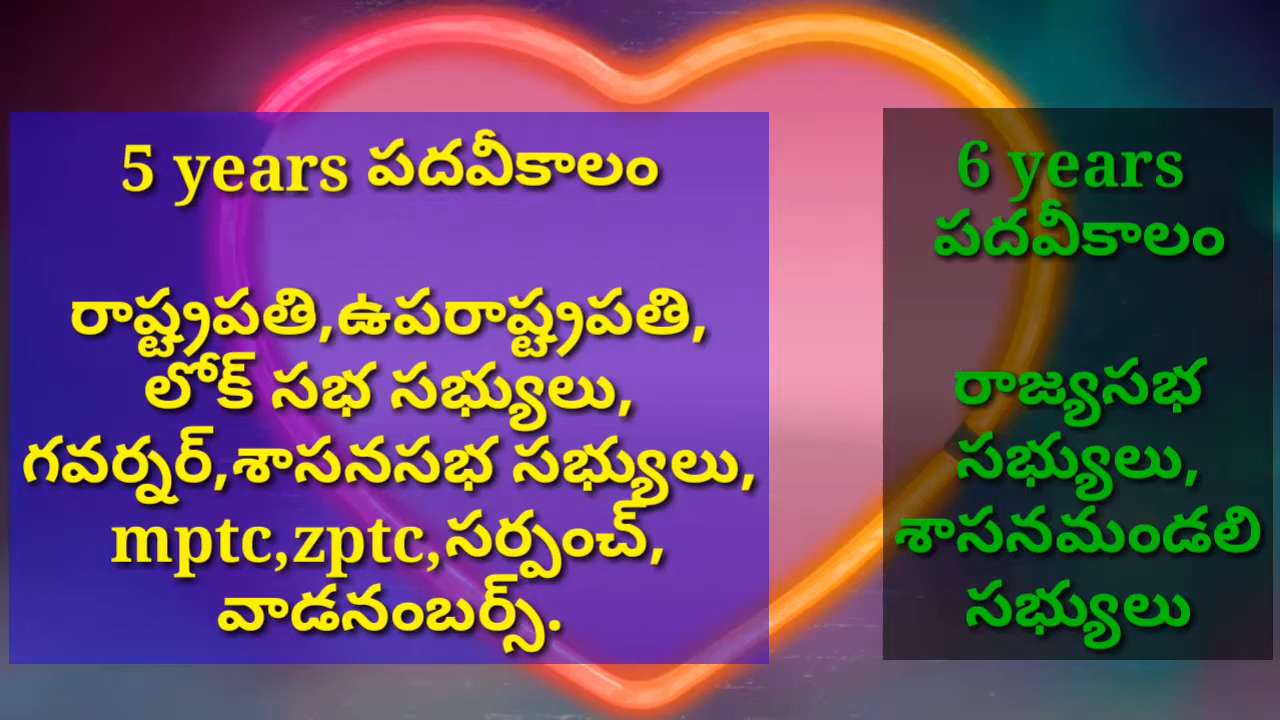 5 years పదవీకాలం
రాష్ట్రపతి,ఉపరాష్ట్రపతి,
లోక్ సభ సభ్యులు,
గవర్నర్,శాసనసభ సభ్యులు,
mptc,zptc,సర్పంచ్,
వాడనంబర్స్.
6 years
పదవీకాలం
రాజ్యసభ
సభ్యులు,
శాసనమండలి
సభ్యులు